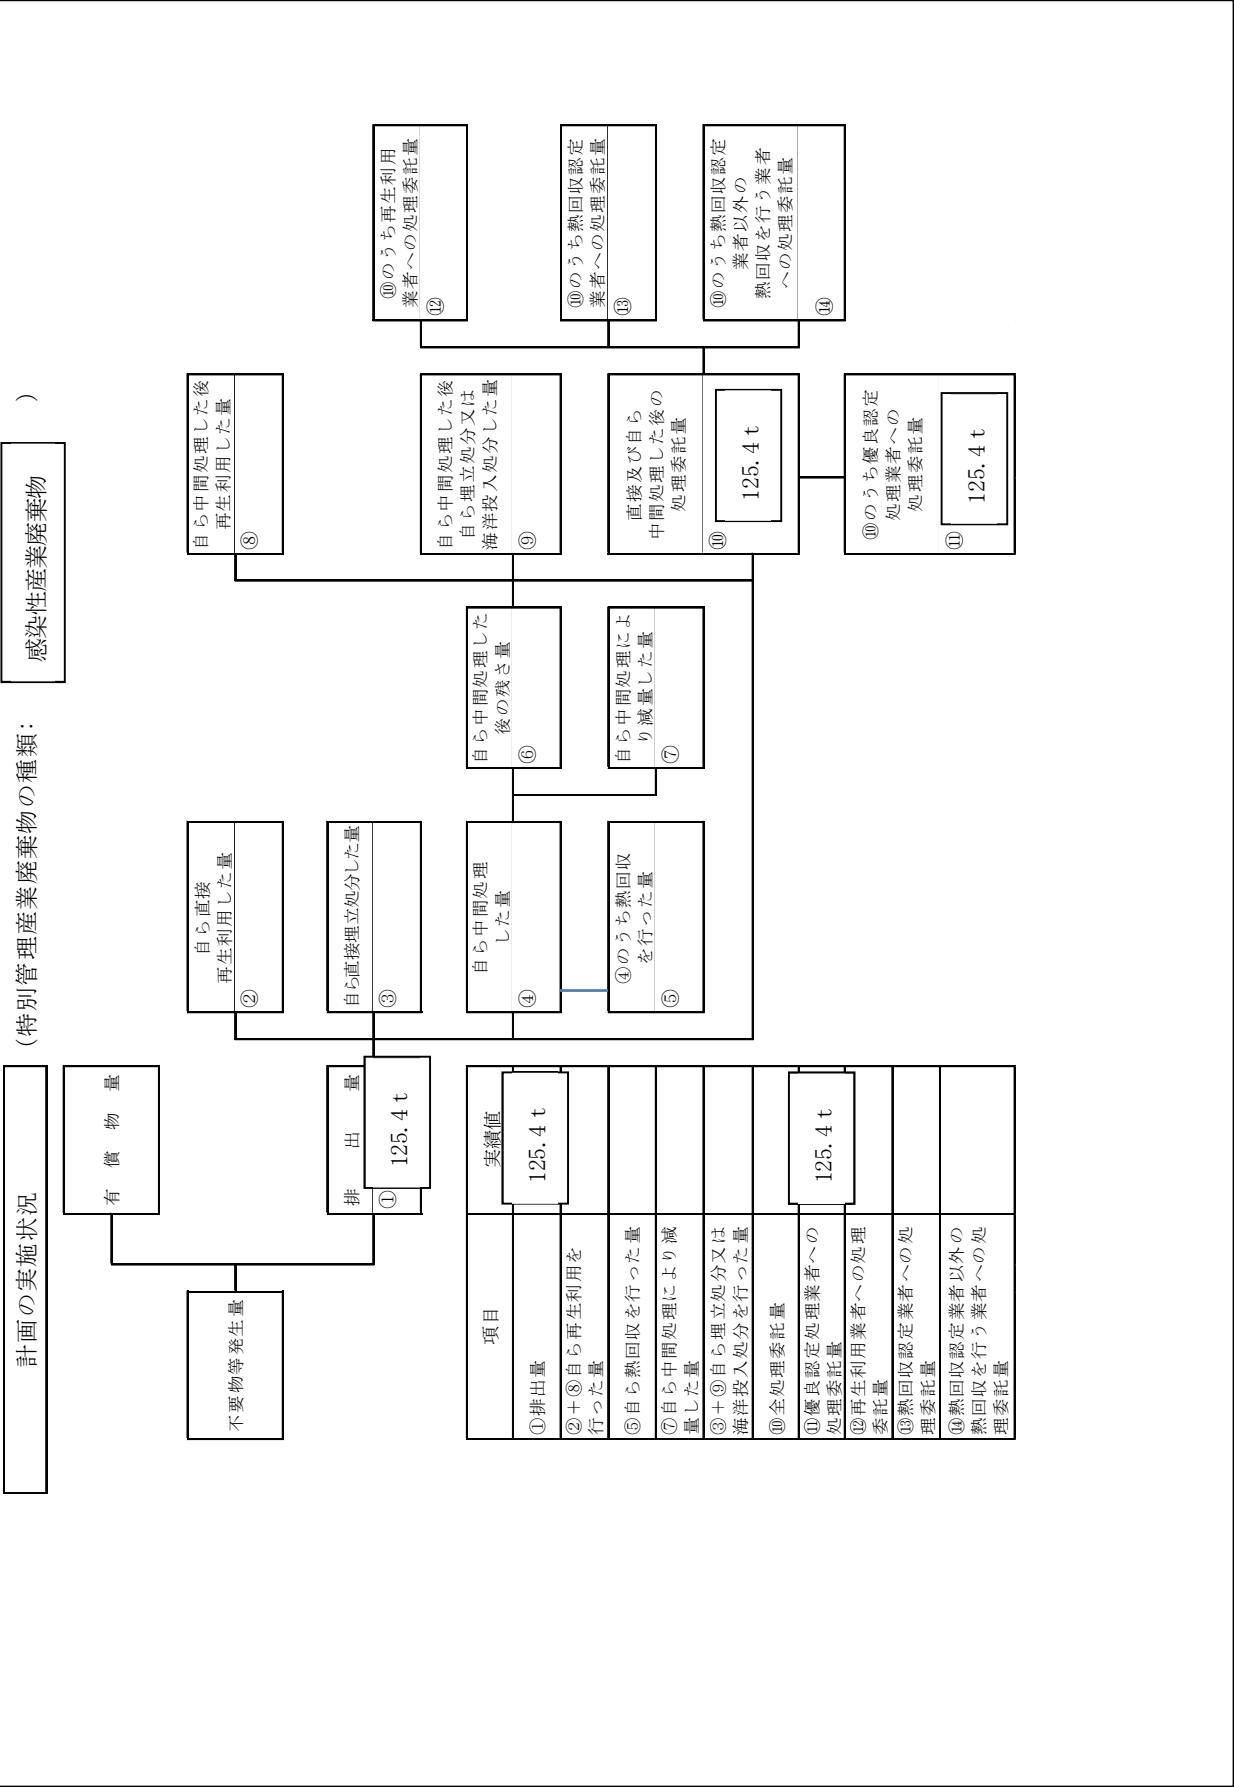 計画の実施状況
(特別管理産業廃棄物の種類:
感染性産業廃棄物
)
有償物量
不要物等発生量
排出量
①
125.4t
自ら直接
再生利用した量
②
自ら直接埋立処分した量
③
自ら中間処理
した量
④
④のうち熱回収
を行った量
⑤
自ら中間処理した
後の残さ量
⑥
自ら中間処理によ
り減量した量
⑦
自ら中間処理した後
再生利用した量
⑧
自ら中間処理した後
自ら埋立処分又は
海洋投入処分した量
⑨
直接及び自ら
中間処理した後の
処理委託量
⑩
125.4t
⑩のうち優良認定
処理業者への
処理委託量
⑪
125.4t
⑩のうち再生利用
業者への処理委託量
⑫
⑩のうち熱回収認定
業者への処理委託量
⑬
⑩のうち熱回収認定
業者以外の
熱回収を行う業者
への処理委託量
⑭
項目
実績値
①排出量
125.4t
②+⑧自ら再生利用を
行った量
⑤自ら熱回収を行った量
⑦自ら中間処理により減
量した量
③+⑨自ら埋立処分又は
海洋投入処分を行った量
⑩全処理委託量
⑪優良認定処理業者への
処理委託量
125.4t
⑫再生利用業者への処理
委託量
⑬熱回収認定業者への処
理委託量
⑭熱回収認定業者以外の
熱回収を行う業者への処
理委託量